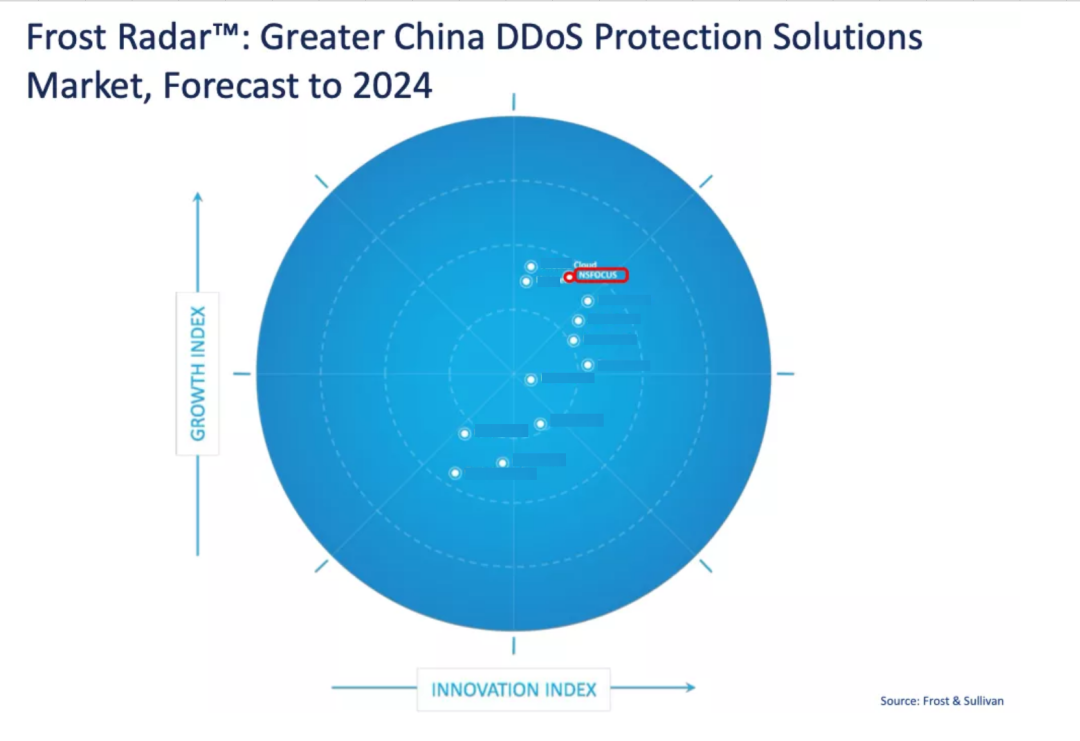 Frost Radar™: Greater China DDoS Protection Solutions
Market, Forecast to 2024
Cloud
NSFOCUS
GROWTH INDEX
INNOVATION INDEX
Source: Frost & Sullivan